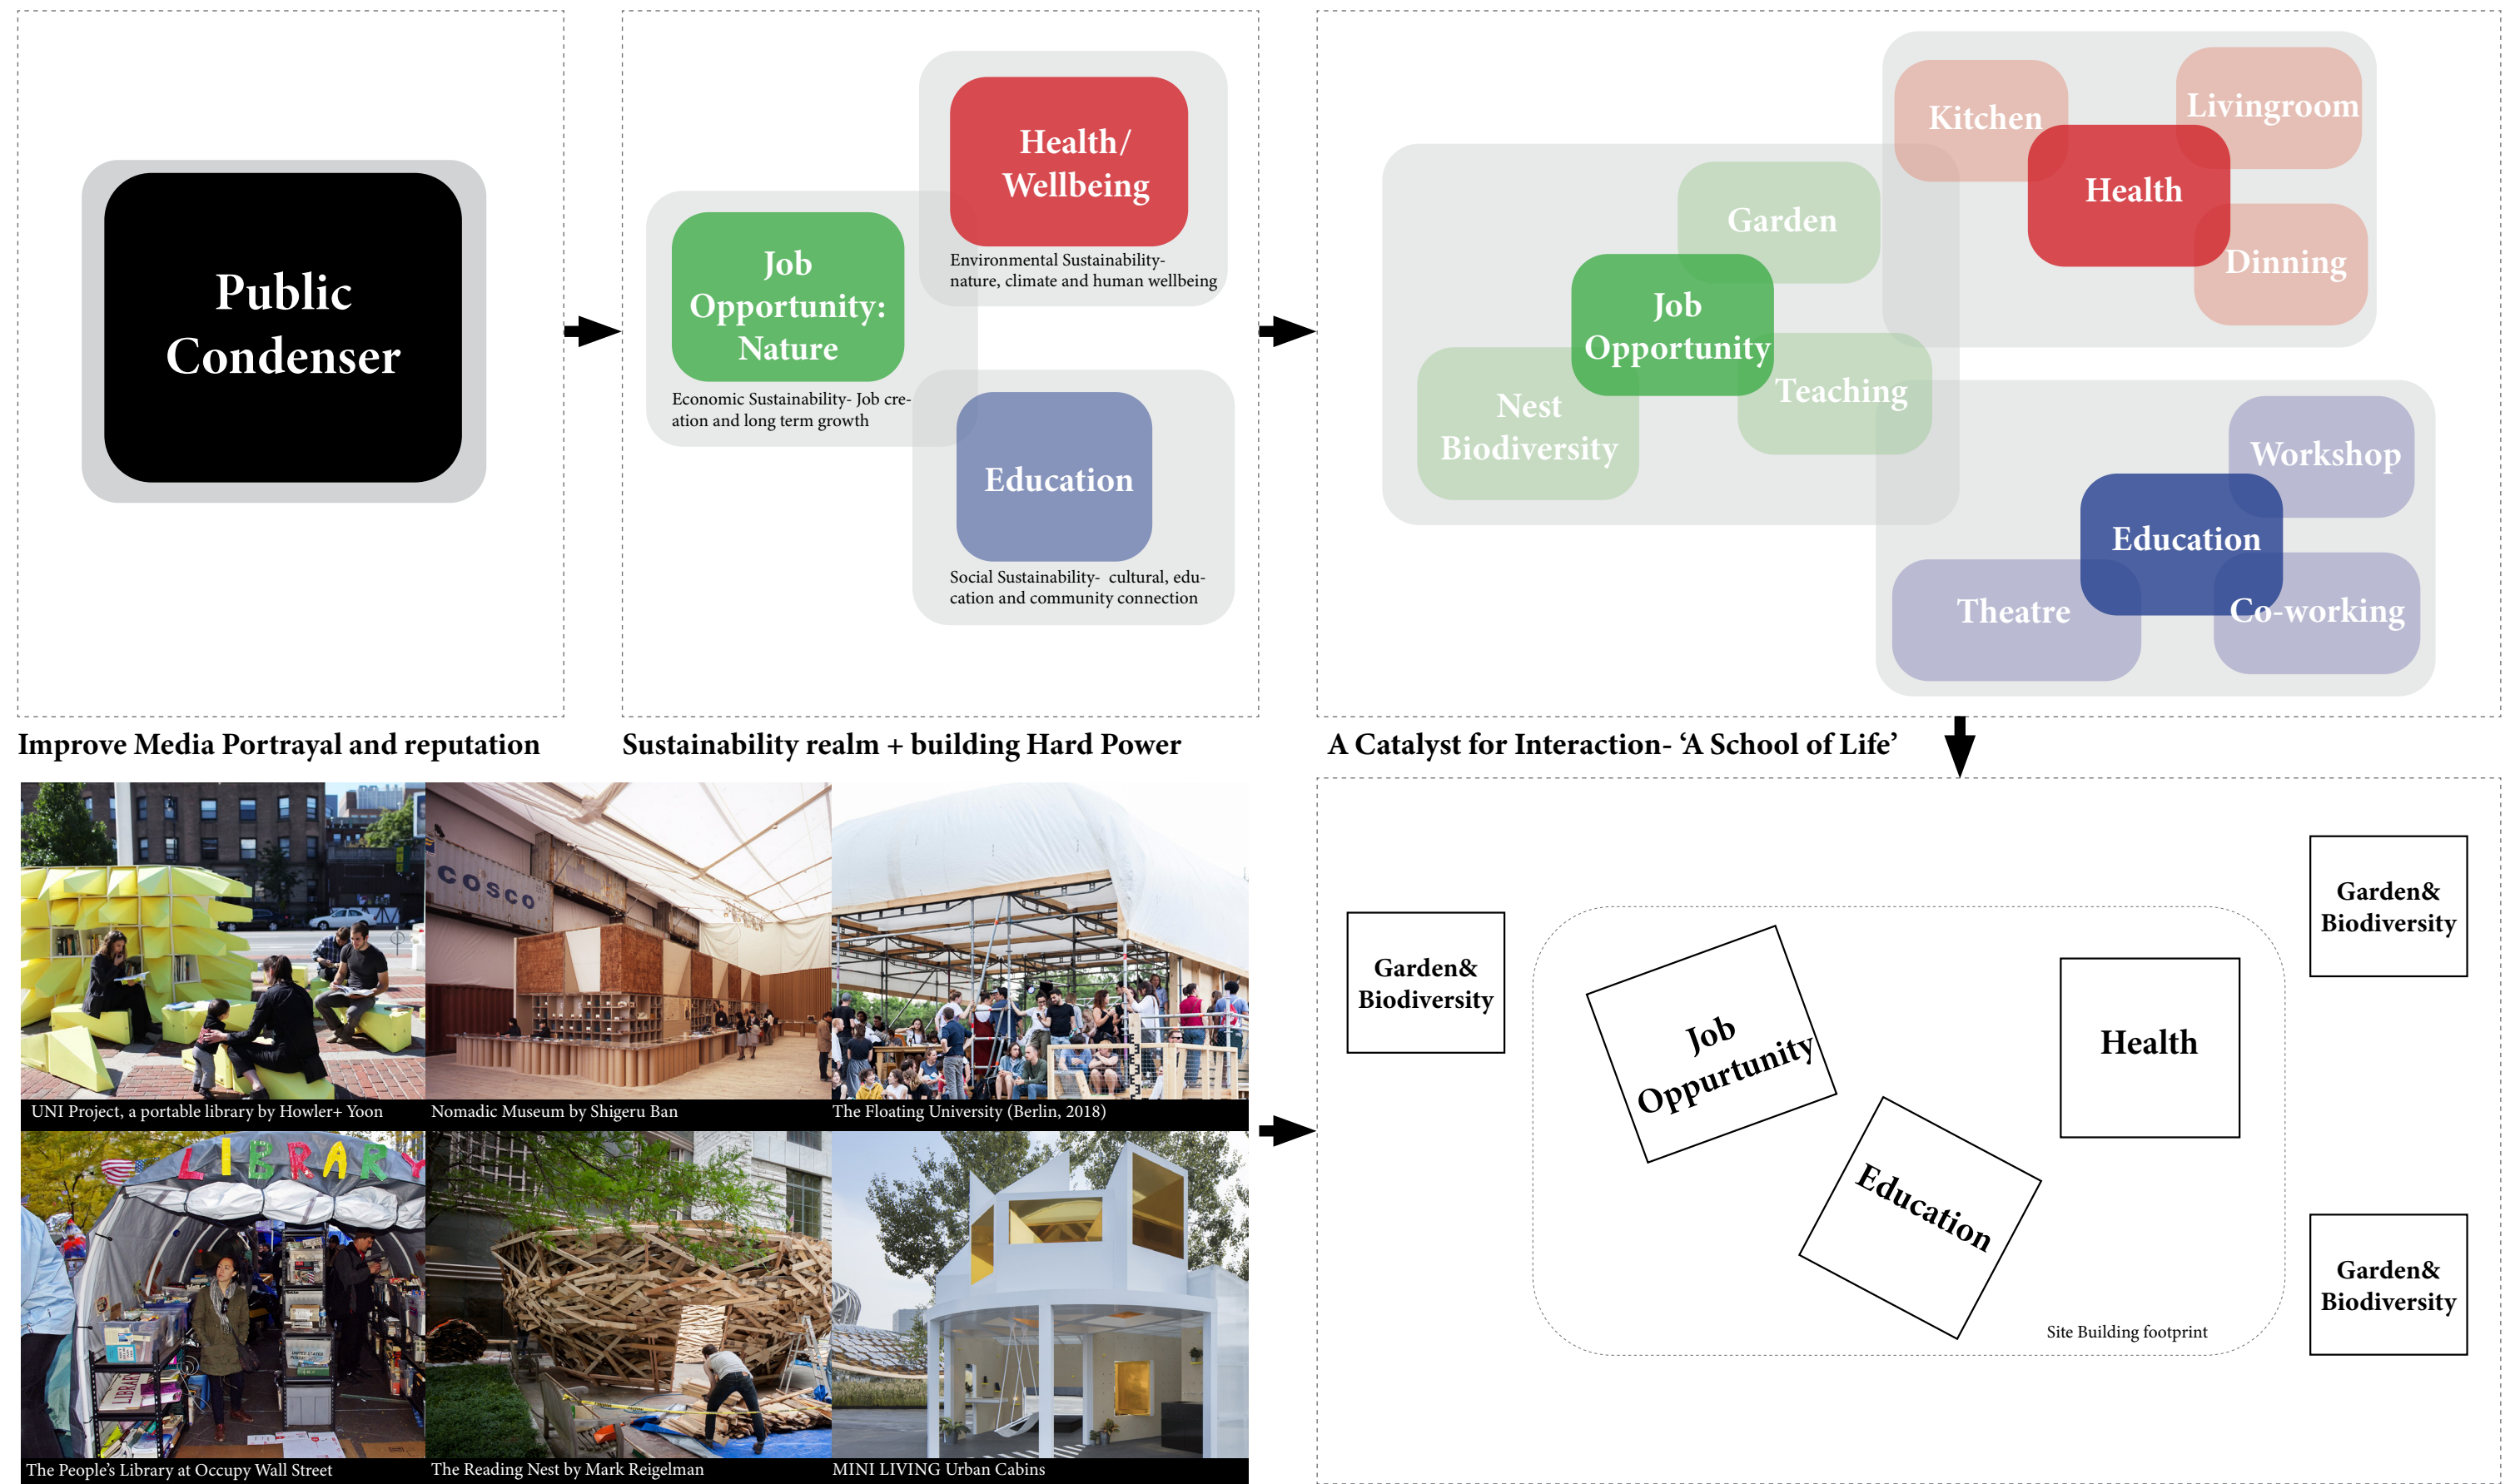 Public
Condenser
Health/
Wellbeing
Environmental Sustainability-
nature, climate and human wellbeing
Job
Opportunity:
Nature
Economic Sustainability- Job cre-
ation and long term growth
Education
Social Sustainability- cultural, edu-
cation and community connection
Kitchen
Livingroom
Health
Dinning
Garden
Job
Opportunity
Teaching
Nest
Biodiversity
Workshop
Education
Theatre
Co-working
Improve Media Portrayal and reputation
Sustainability realm + building Hard Power
A Catalyst for Interaction- ‘A School of Life’
COSCO
UNI Project, a portable library by Howler+ Yoon
Nomadic Museum by Shigeru Ban
The Floating University (Berlin, 2018)
LIBRARY
LIBRARY
UNITED STATES
The People’s Library at Occupy Wall Street
The Reading Nest by Mark Reigelman
MINI LIVING Urban Cabins
Garden&
Biodiversity
Garden&
Biodiversity
Job
Oppurtunity
Health
Education
Garden&
Biodiversity
Site Building footprint